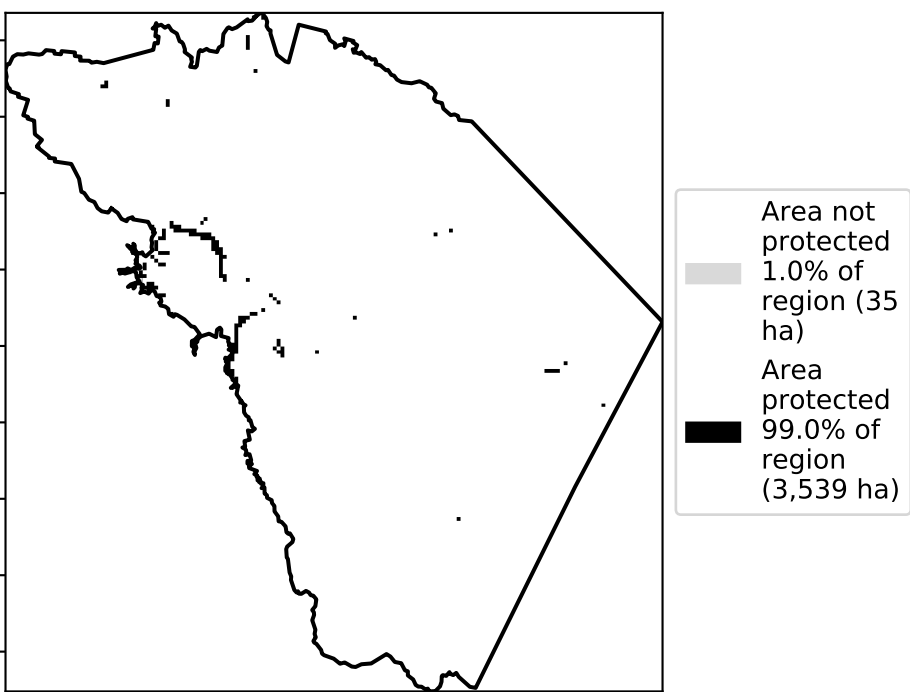 Area not
protected
1.0% of
region (35
ha)
Area
protected
99.0% of
region
(3,539 ha)